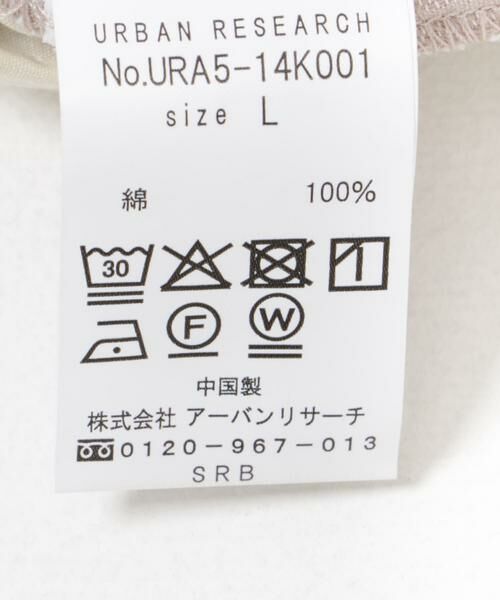 URBAN RESEARCH
No.URA5-14K001
size L
綿 100%
30
F W
中国製
株式会社 アーバンリサーチ
0120-967-013
SRB